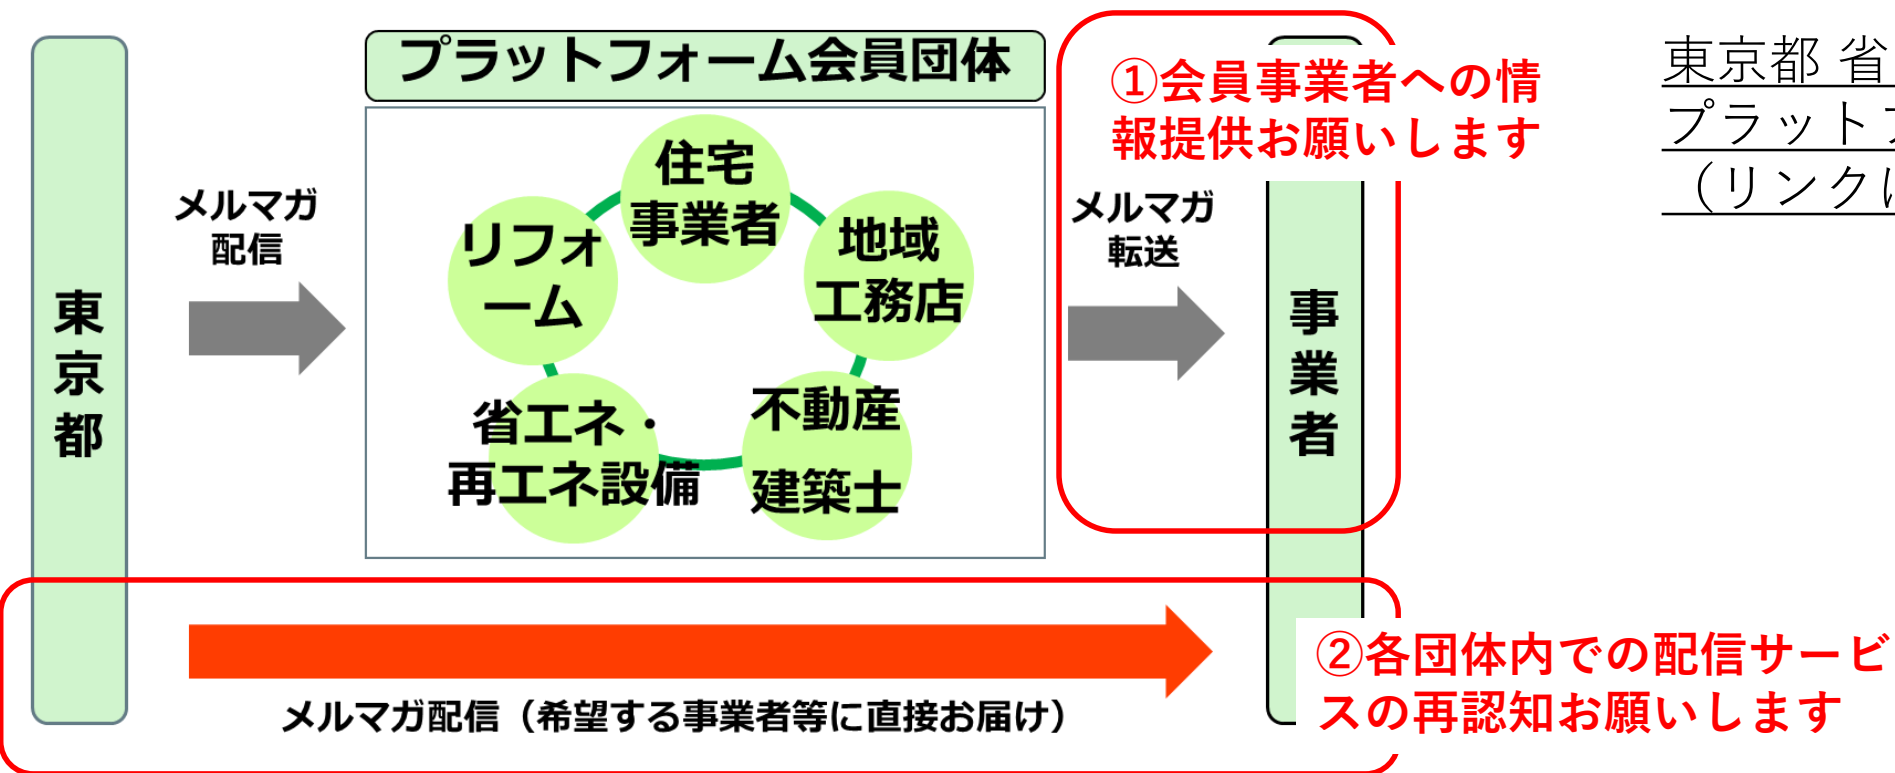 プラットフォーム会員団体
①会員事業者への情
報提供お願いします
東京都 省
プラットフ
（リンクは
東京都
メルマガ
配信
住宅
事業者
リフォ
ーム
地域
工務店
省エネ・
再エネ設備
不動産
建築士
メルマガ
転送
事業者
メルマガ配信（希望する事業者等に直接お届け）
②各団体内での配信サービ
スの再認知お願いします